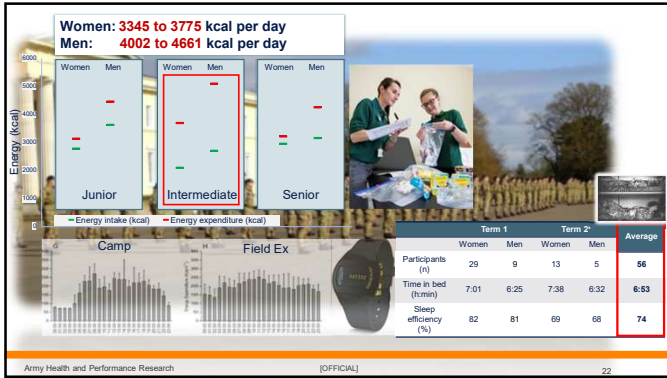 Women: 3345 to 3775 kcal per day
Men: 4002 to 4661 kcal per day
Energy (kcal)
6000
5000
4000
3000
2000
1000
0
Women Men
Women Men
Women Men
Junior
Intermediate
Senior
Energy intake (kcal) Energy expenditure (kcal)
G Camp
H Field Ex
Term 1 Term 2* Average
Women Men Women Men
Participants (n) 29 9 13 5 56
Time in bed (h:min) 7:01 6:25 7:38 6:32 6:53
Sleep efficiency (%) 82 81 69 68 74
Army Health and Performance Research [OFFICIAL] 22